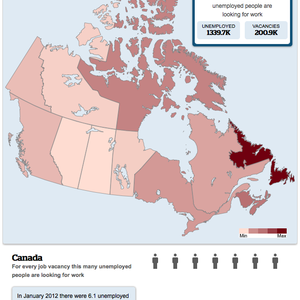 unemployed people are
looking for work
UNEMPLOYED
1339.7K
VACANCIES
200.9K
Min
Max
Canada
For every job vacancy this many unemployed
people are looking for work
In January 2012 there were 6.1 unemployed